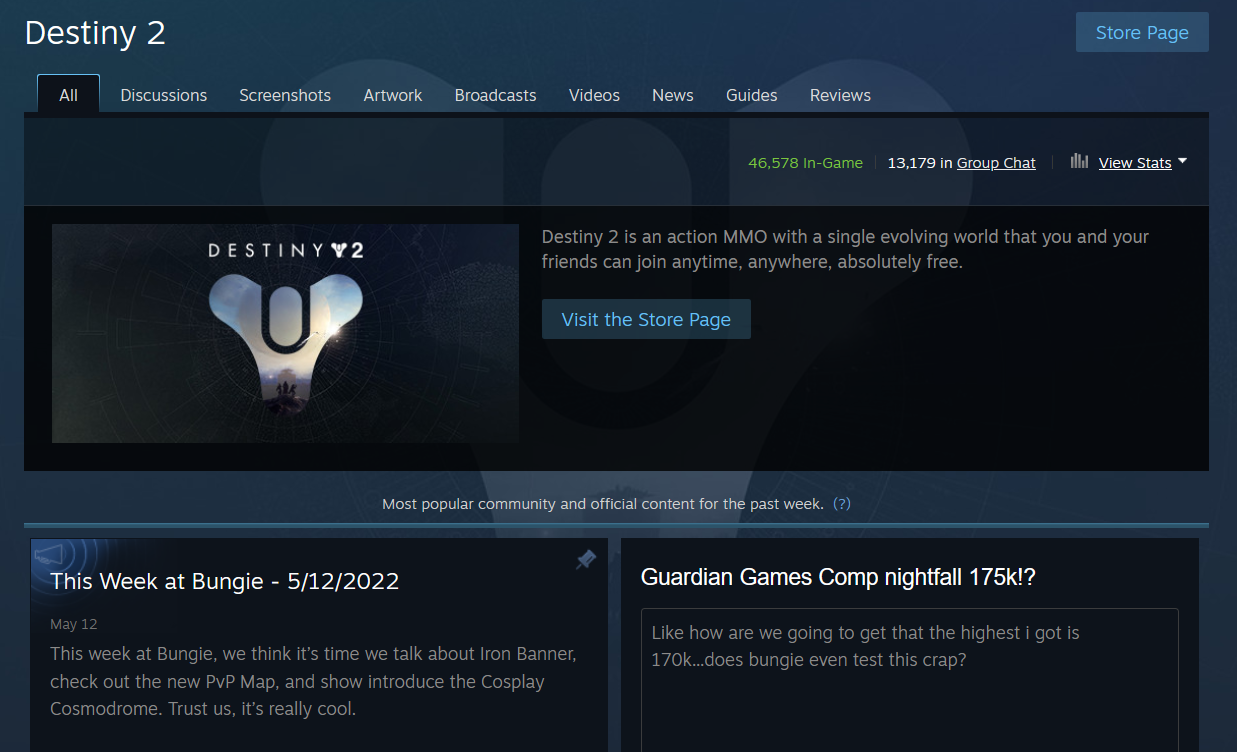 Destiny 2
Store Page
All
Discussions
Screenshots
Artwork
Broadcasts
Videos
News
Guides
Reviews
46,578 In-Game
13,179 in Group Chat
View Stats
DESTINY 2
Destiny 2 is an action MMO with a single evolving world that you and your
friends can join anytime, anywhere, absolutely free.
Visit the Store Page
Most popular community and official content for the past week. (?)
This Week at Bungie - 5/12/2022
May 12
This week at Bungie, we think it’s time we talk about Iron Banner,
check out the new PvP Map, and show introduce the Cosplay
Cosmodrome. Trust us, it’s really cool.
Guardian Games Comp nightfall 175k!?
Like how are we going to get that the highest i got is
170k...does bungie even test this crap?